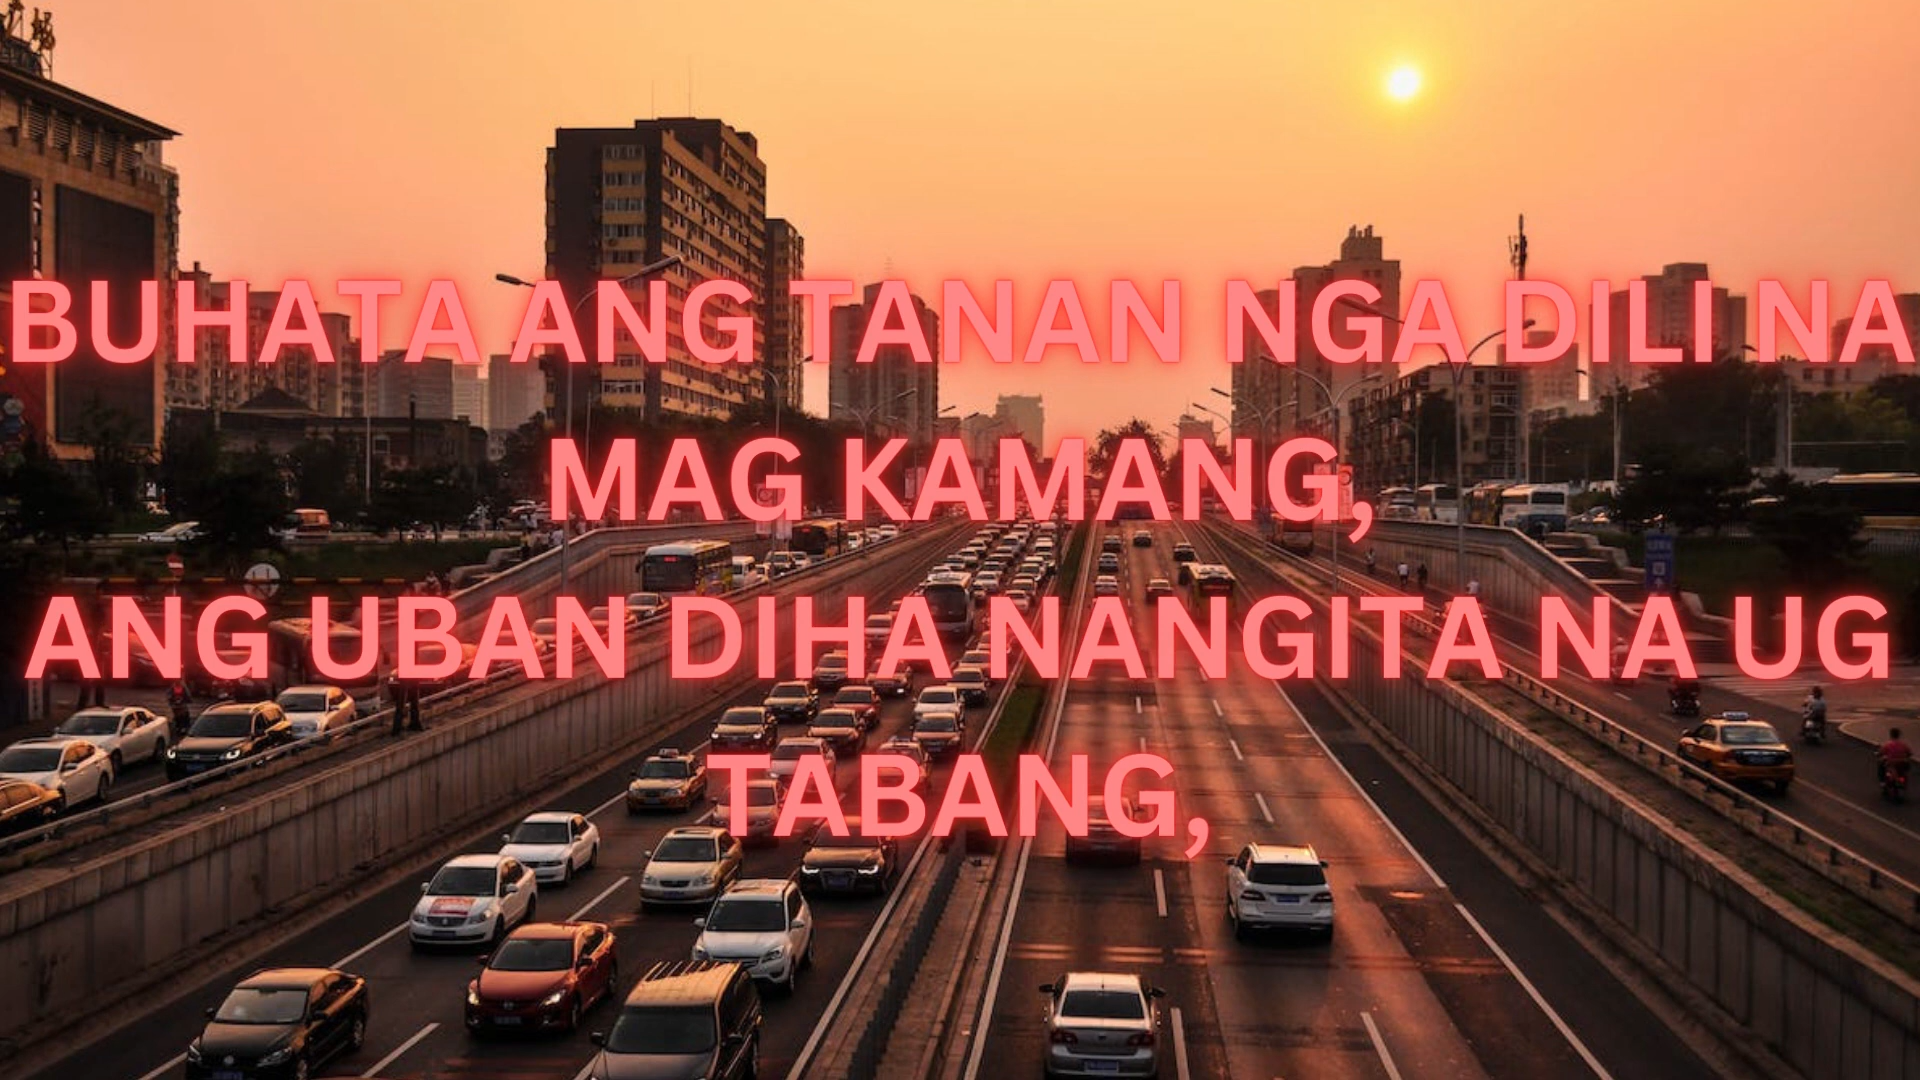 BUHATA ANG TANAN NGA DILI NA
MAG KAMANG,
ANG UBAN DIHA NANGITA NA UG
TABANG,